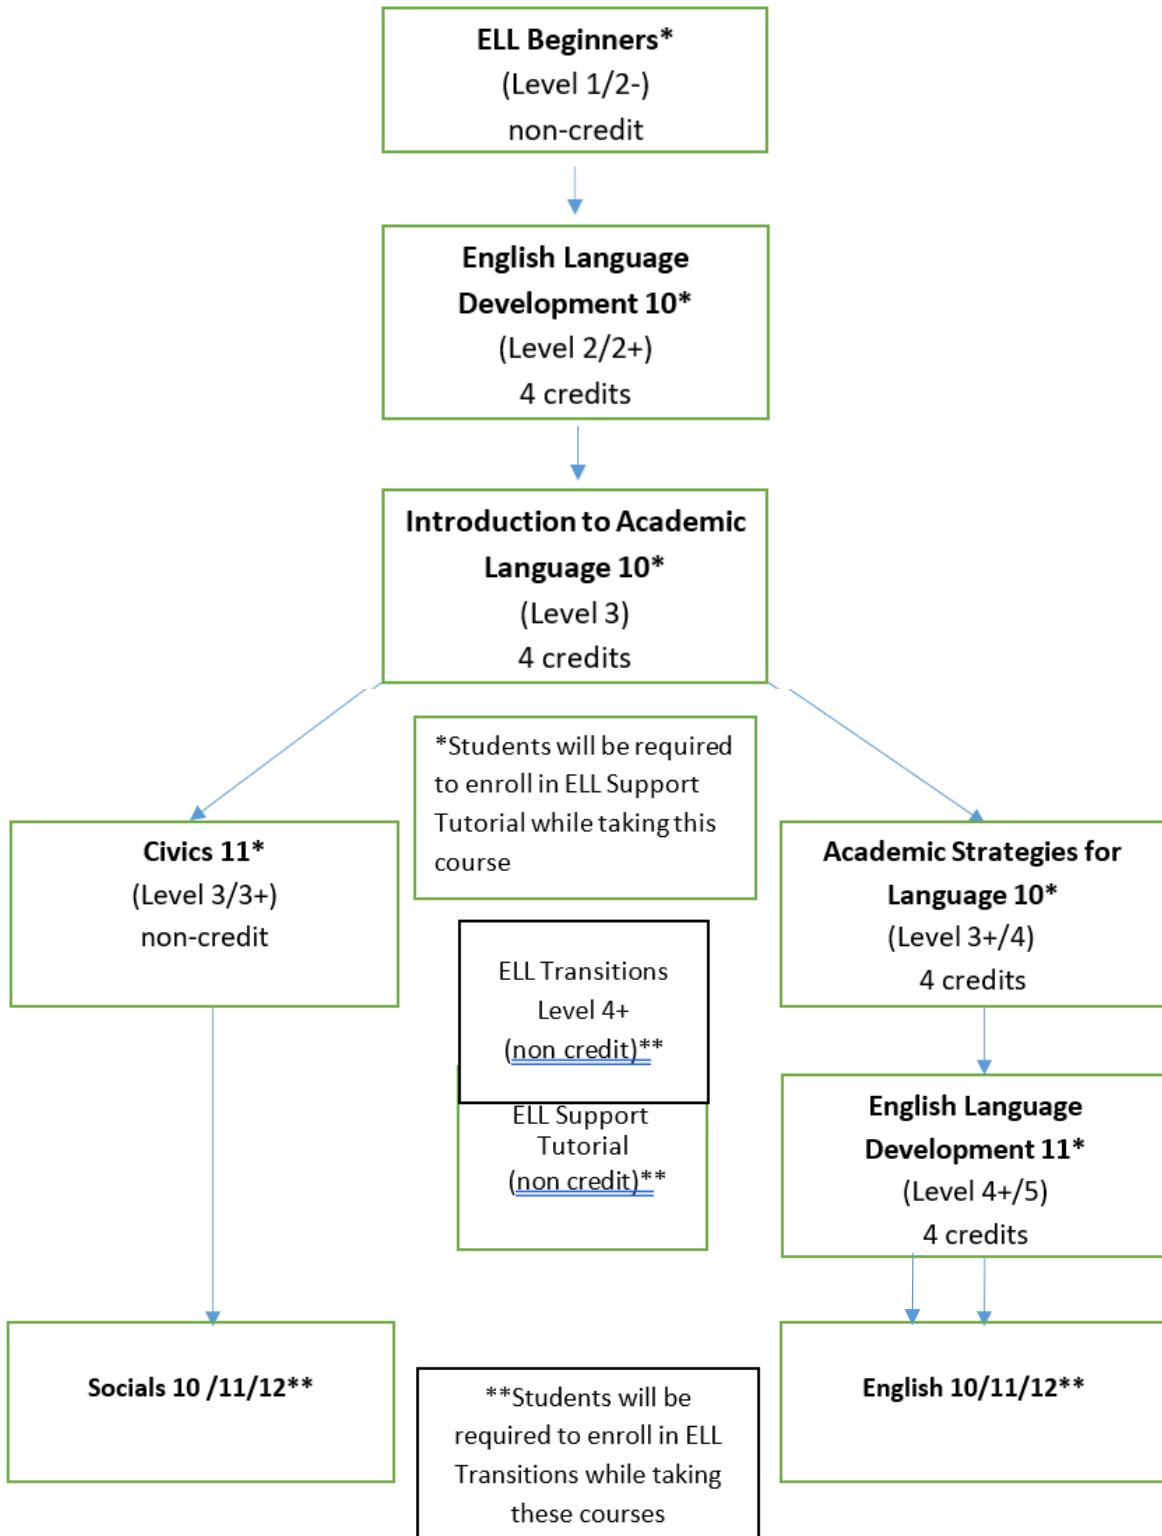 ELL Beginners*
(Level 1/2-)
non-credit
English Language
Development 10*
(Level 2/2+)
4 credits
Introduction to Academic
Language 10*
(Level 3)
4 credits
*Students will be required
to enroll in ELL Support
Tutorial while taking this
course
Civics 11*
(Level 3/3+)
non-credit
Academic Strategies for
Language 10*
(Level 3+/4)
4 credits
ELL Transitions
Level 4+
(non credit)**
ELL Support
Tutorial
(non credit)**
English Language
Development 11*
(Level 4+/5)
4 credits
Socials 10 /11/12**
**Students will be
required to enroll in ELL
Transitions while taking
these courses
English 10/11/12**